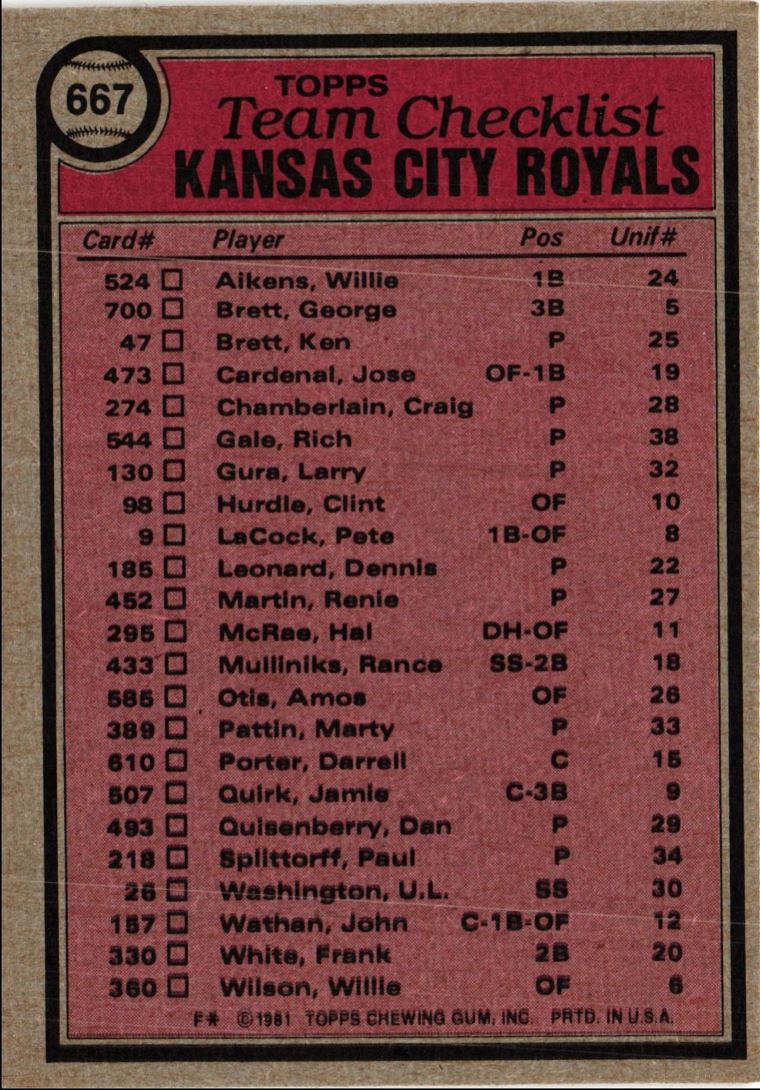 667
TOPPS
Team Checklist
KANSAS CITY ROYALS
Card# Player Pos Unif#
524 □ Aikens, Willie 1B 24
700 □ Brett, George 3B 5
47 □ Brett, Ken P 25
473 □ Cardenal, Jose OF-1B 19
274 □ Chamberlain, Craig P 28
544 □ Gale, Rich P 38
130 □ Gura, Larry P 32
98 □ Hurdle, Clint OF 10
9 □ LaCock, Pete 1B-OF 8
185 □ Leonard, Dennis P 22
452 □ Martin, Renie P 27
295 □ McRae, Hal DH-OF 11
433 □ Mulliniks, Rance SS-2B 18
585 □ Otis, Amos OF 26
389 □ Pattin, Marty P 33
610 □ Porter, Darrell C 15
507 □ Quirk, Jamie C-3B 9
493 □ Quisenberry, Dan P 29
218 □ Splittorff, Paul P 34
26 □ Washington, U.L. SS 30
157 □ Wathan, John C-1B-OF 12
330 □ White, Frank 2B 20
360 □ Wilson, Willie OF 6
F* ©1981 TOPPS CHEWING GUM, INC. PRTD. IN U.S.A.